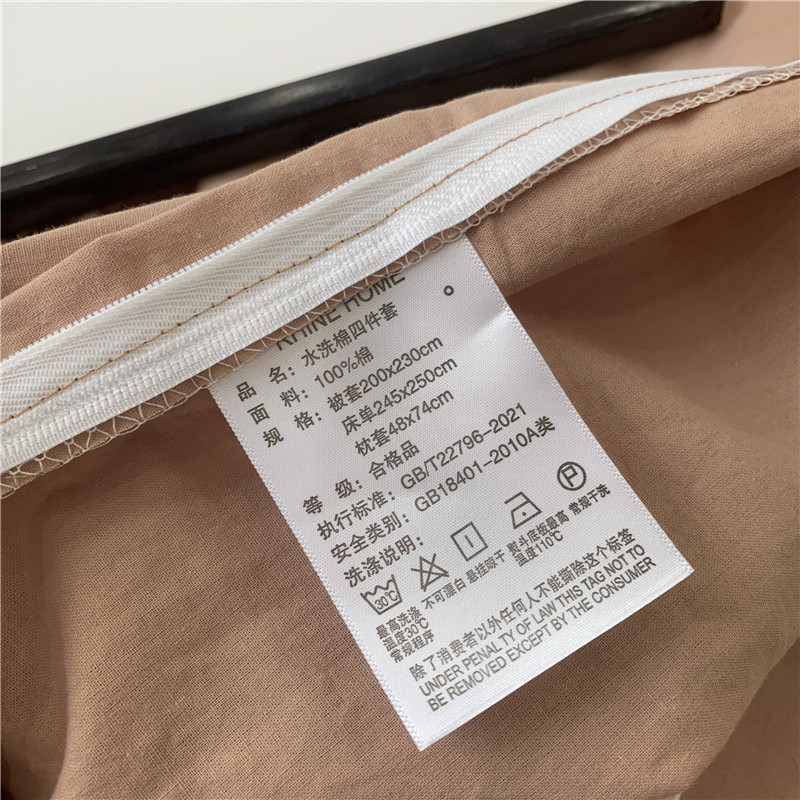 RHINE HOME
品 名：水洗棉四件套
面 料：100%棉
规 格：被套200x230cm
床单245x250cm
枕套48x74cm
等 级：合格品
执行标准：GB/T22796-2021
安全类别：GB18401-2010A类
洗涤说明：
30℃
P
最高洗涤
温度30℃
常规程序
不可漂白
悬挂晾干
熨斗底板最高
温度110℃
常规干洗
除了消费者以外任何人不能撕除这个标签
UNDER PENALTY OF LAW THIS TAG NOT TO
BE REMOVED EXCEPT BY THE CONSUMER